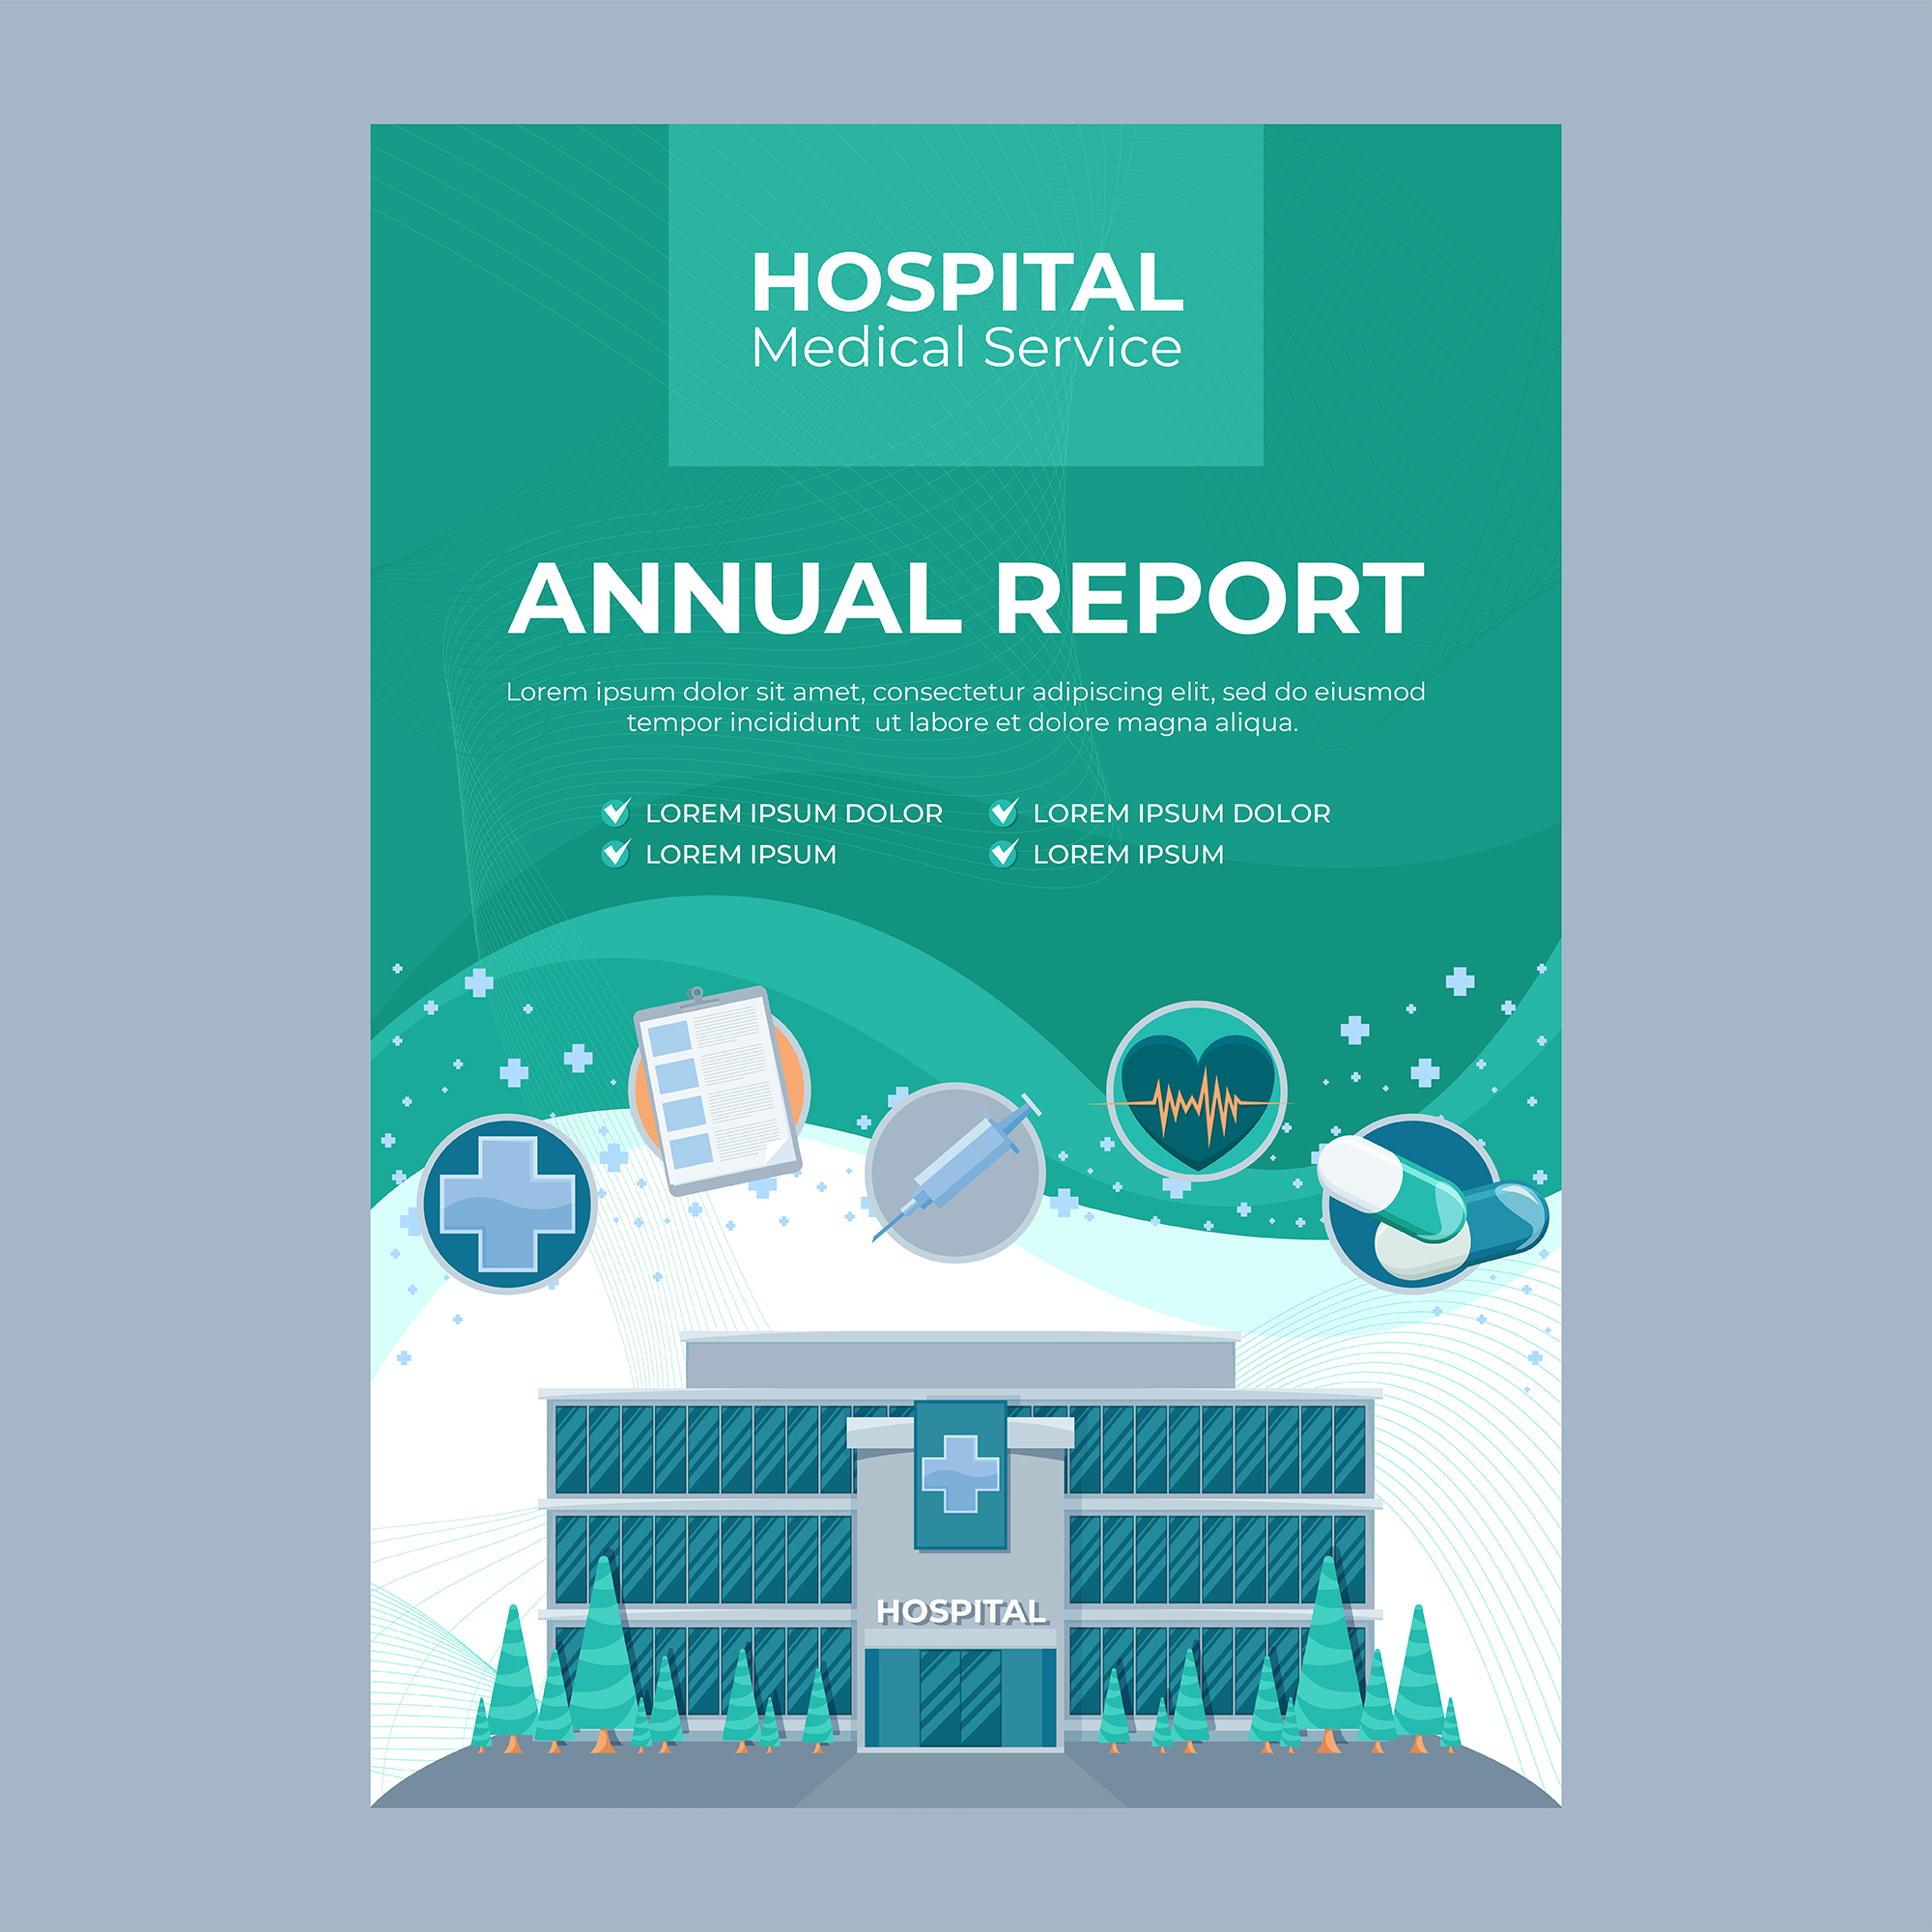 HOSPITAL
Medical Service
ANNUAL REPORT
Lorem ipsum dolor sit amet, consectetur adipiscing elit, sed do eiusmod
tempor incididunt  ut labore et dolore magna aliqua.
LOREM IPSUM DOLOR
LOREM IPSUM
LOREM IPSUM DOLOR
LOREM IPSUM
HOSPITAL